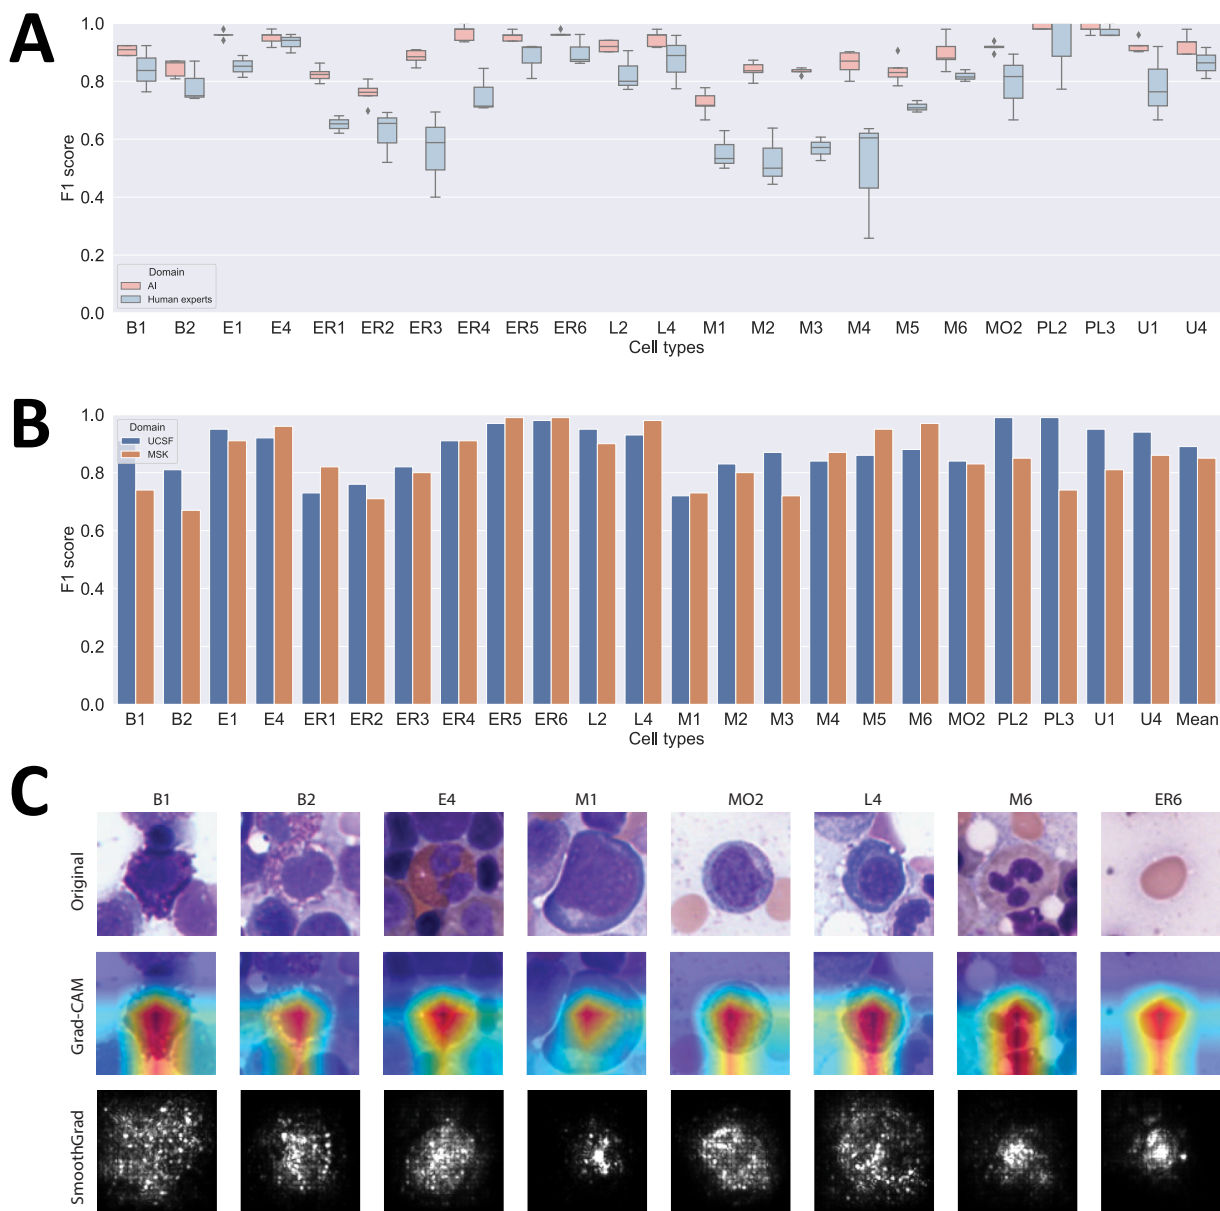 A
1.0
0.8
0.6
0.4
0.2
0.0
F1 score
Domain
AI
Human experts
B1 B2 E1 E4 ER1 ER2 ER3 ER4 ER5 ER6 L2 L4 M1 M2 M3 M4 M5 M6 MO2 PL2 PL3 U1 U4
Cell types
B
1.0
0.8
0.6
0.4
0.2
0.0
F1 score
Domain
UCSF
MSK
B1 B2 E1 E4 ER1 ER2 ER3 ER4 ER5 ER6 L2 L4 M1 M2 M3 M4 M5 M6 MO2 PL2 PL3 U1 U4 Mean
Cell types
C
B1 B2 E4 M1 MO2 L4 M6 ER6
Original
Grad-CAM
SmoothGrad